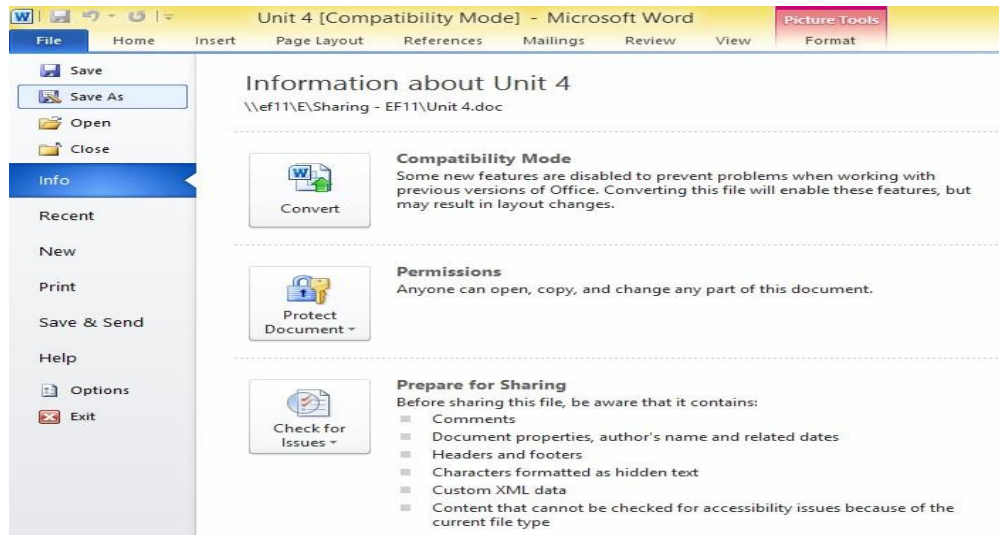 Unit 4 [Compatibility Mode] - Microsoft Word
Picture Tools
File Home Insert Page Layout References Mailings Review View Format
Save
Save As
Open
Close
Info
Recent
New
Print
Save & Send
Help
Options
Exit
Information about Unit 4
\\ef11\E\Sharing - EF11\Unit 4.doc
Convert
Compatibility Mode
Some new features are disabled to prevent problems when working with
previous versions of Office. Converting this file will enable these features, but
may result in layout changes.
Protect
Document
Permissions
Anyone can open, copy, and change any part of this document.
Check for
Issues
Prepare for Sharing
Before sharing this file, be aware that it contains:
Comments
Document properties, author's name and related dates
Headers and footers
Characters formatted as hidden text
Custom XML data
Content that cannot be checked for accessibility issues because of the
current file type